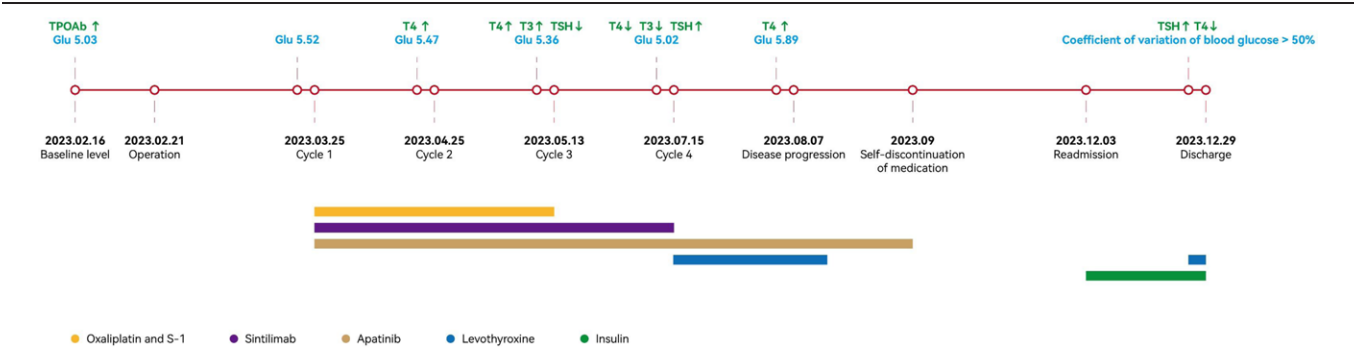 TPOAb ↑
Glu 5.03
Glu 5.52
T4 ↑
Glu 5.47
T4↑ T3↑ TSH↓
Glu 5.36
T4↓ T3↓ TSH↑
Glu 5.02
T4 ↑
Glu 5.89
TSH↑ T4↓
Coefficient of variation of blood glucose > 50%
2023.02.16
Baseline level
2023.02.21
Operation
2023.03.25
Cycle 1
2023.04.25
Cycle 2
2023.05.13
Cycle 3
2023.07.15
Cycle 4
2023.08.07
Disease progression
2023.09
Self-discontinuation
of medication
2023.12.03
Readmission
2023.12.29
Discharge
Oxaliplatin and S-1
Sintilimab
Apatinib
Levothyroxine
Insulin